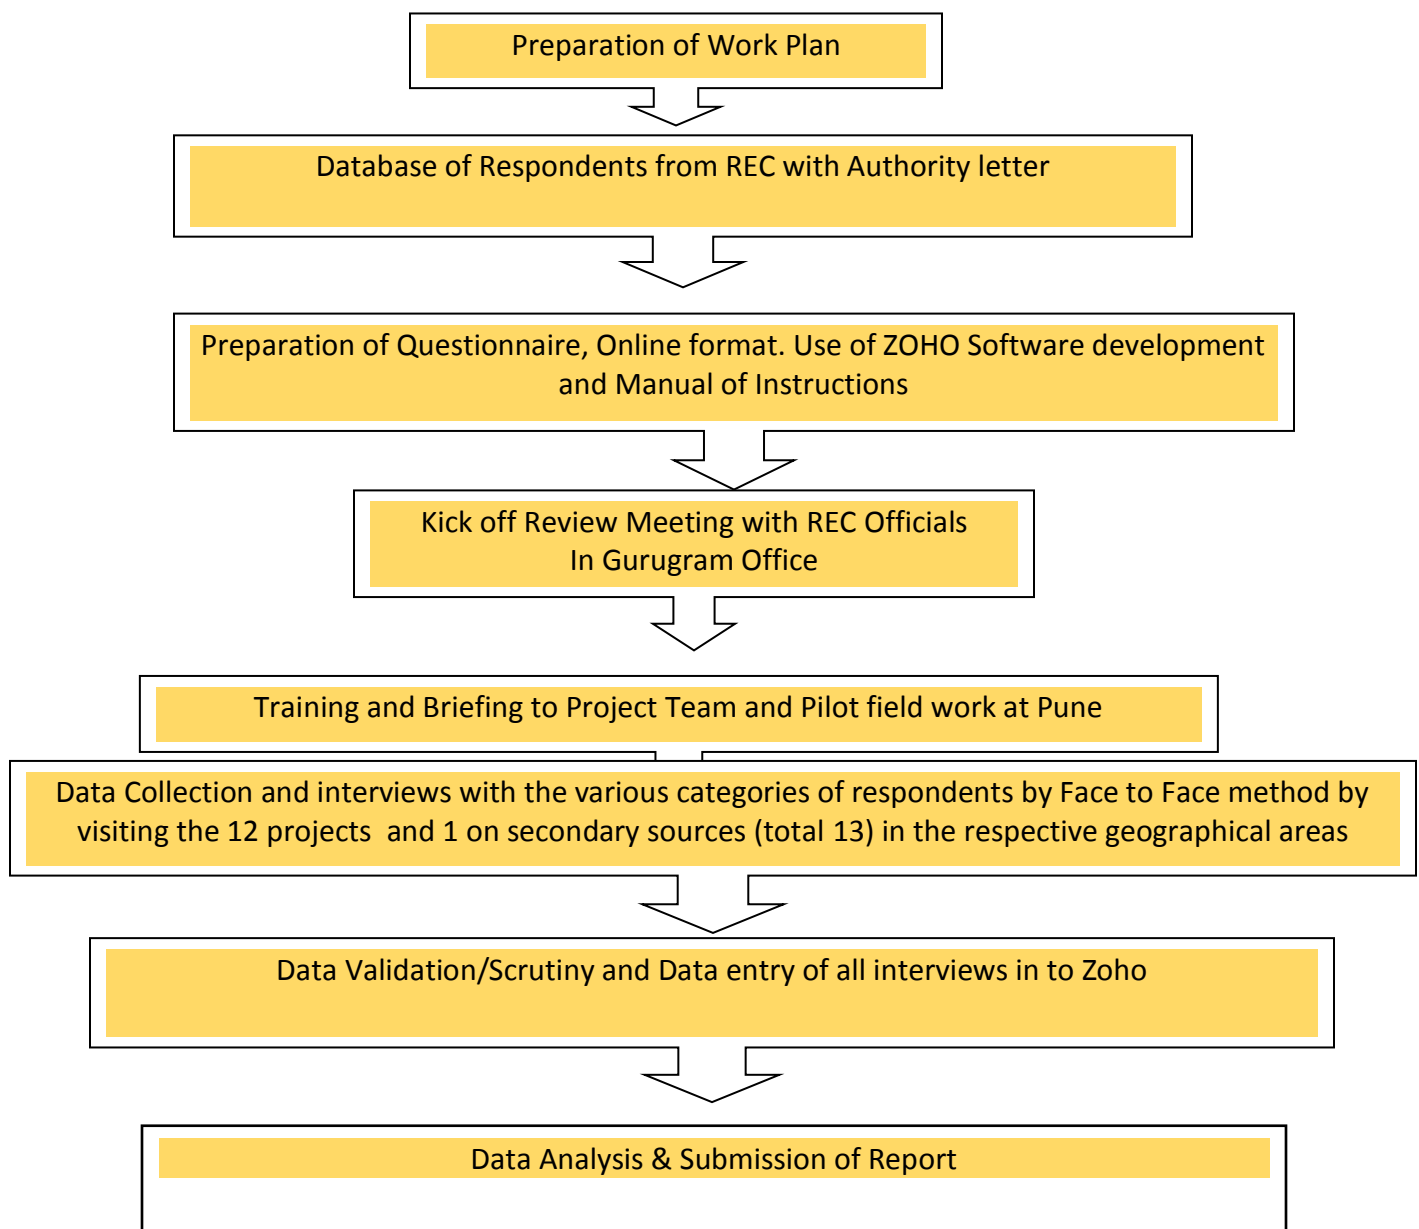 Preparation of Work Plan
Database of Respondents from REC with Authority letter
Preparation of Questionnaire, Online format. Use of ZOHO Software development
and Manual of Instructions
Kick off Review Meeting with REC Officials
In Gurugram Office
Training and Briefing to Project Team and Pilot field work at Pune
Data Collection and interviews with the various categories of respondents by Face to Face method by
visiting the 12 projects  and 1 on secondary sources (total 13) in the respective geographical areas
Data Validation/Scrutiny and Data entry of all interviews in to Zoho
Data Analysis & Submission of Report